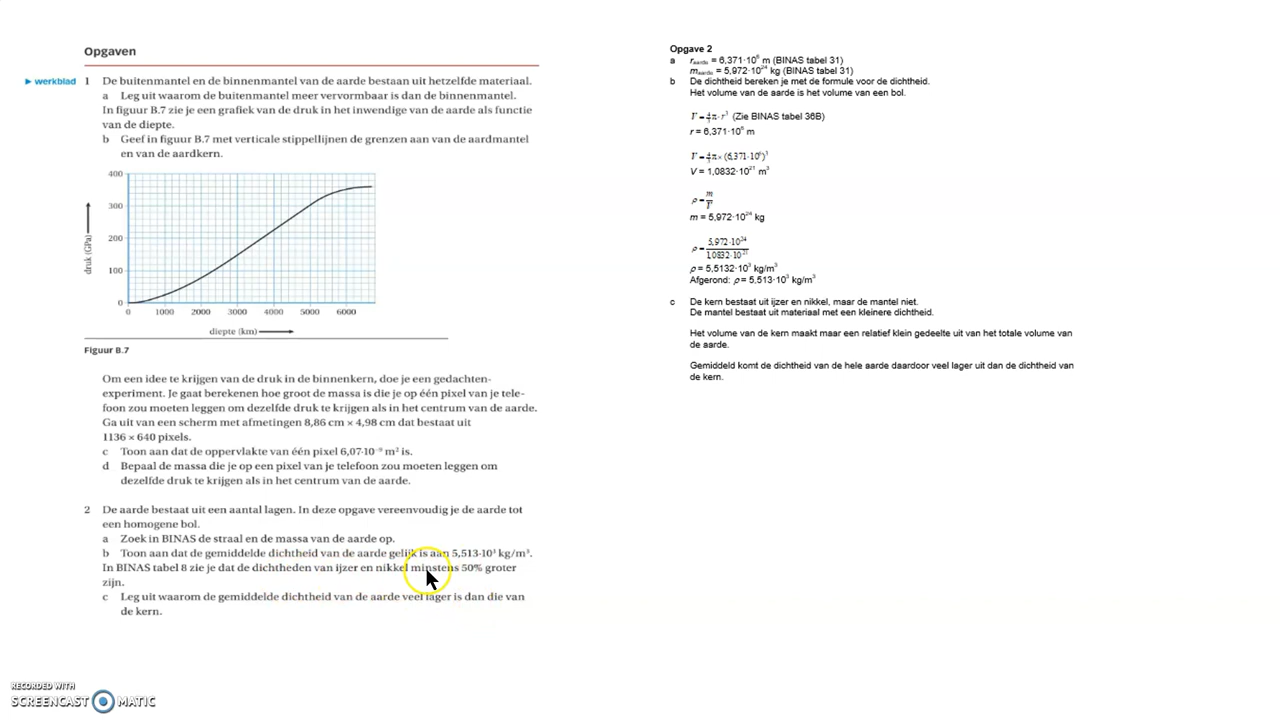 Opgaven
► werkblad 1 De buitenmantel en de binnenmantel van de aarde bestaan uit hetzelfde materiaal.
a Leg uit waarom de buitenmantel meer vervormbaar is dan de binnenmantel.
In figuur B.7 zie je een grafiek van de druk in het inwendige van de aarde als functie
van de diepte.
b Geef in figuur B.7 met verticale stippellijnen de grenzen aan van de aardmantel
en van de aardkern.
druk (GPa)
400
300
200
100
0
0 1000 2000 3000 4000 5000 6000
diepte (km)
Figuur B.7
Om een idee te krijgen van de druk in de binnenkern, doe je een gedachten-
experiment. Je gaat berekenen hoe groot de massa is die je op één pixel van je tele-
foon zou moeten leggen om dezelfde druk te krijgen als in het centrum van de aarde.
Ga uit van een scherm met afmetingen 8,86 cm × 4,98 cm dat bestaat uit
1136 × 640 pixels.
c Toon aan dat de oppervlakte van één pixel 6,07·10⁻⁹ m² is.
d Bepaal de massa die je op een pixel van je telefoon zou moeten leggen om
dezelfde druk te krijgen als in het centrum van de aarde.
2 De aarde bestaat uit een aantal lagen. In deze opgave vereenvoudig je de aarde tot
een homogene bol.
a Zoek in BINAS de straal en de massa van de aarde op.
b Toon aan dat de gemiddelde dichtheid van de aarde gelijk is aan 5,513·10³ kg/m³.
In BINAS tabel 8 zie je dat de dichtheden van ijzer en nikkel minstens 50% groter
zijn.
c Leg uit waarom de gemiddelde dichtheid van de aarde veel lager is dan die van
de kern.
Opgave 2
a r_aarde = 6,371·10⁶ m (BINAS tabel 31)
m_aarde = 5,972·10²⁴ kg (BINAS tabel 31)
b De dichtheid bereken je met de formule voor de dichtheid.
Het volume van de aarde is het volume van een bol.
V = 4/3 π · r³ (Zie BINAS tabel 36B)
r = 6,371·10⁶ m
V = 4/3 π × (6,371·10⁶)³
V = 1,0832·10²¹ m³
ρ = m/V
m = 5,972·10²⁴ kg
ρ = 5,972·10²⁴ / 1,0832·10²¹
ρ = 5,5132·10³ kg/m³
Afgerond: ρ = 5,513·10³ kg/m³
c De kern bestaat uit ijzer en nikkel, maar de mantel niet.
De mantel bestaat uit materiaal met een kleinere dichtheid.
Het volume van de kern maakt maar een relatief klein gedeelte uit van het totale volume van
de aarde.
Gemiddeld komt de dichtheid van de hele aarde daardoor veel lager uit dan de dichtheid van
de kern.
RECORDED WITH
SCREENCAST MATIC